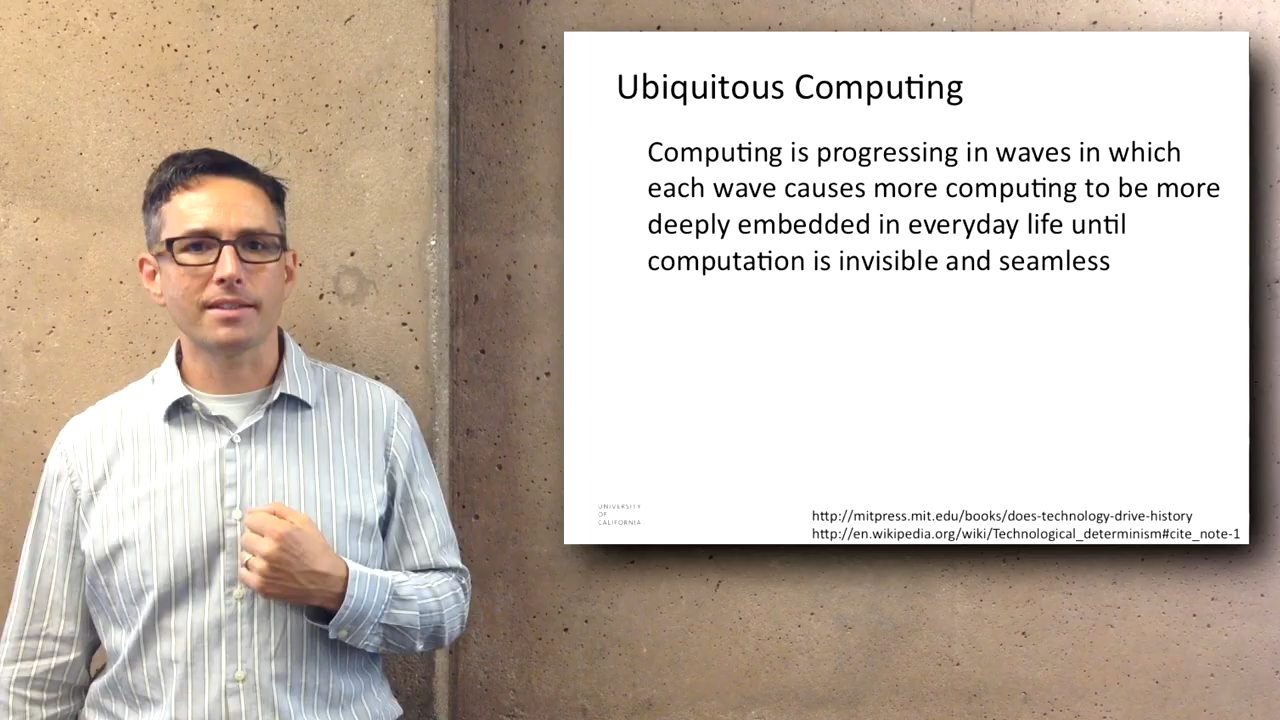 Ubiquitous Computing
Computing is progressing in waves in which
each wave causes more computing to be more
deeply embedded in everyday life until
computation is invisible and seamless
UNIVERSITY
OF
CALIFORNIA
http://mitpress.mit.edu/books/does-technology-drive-history
http://en.wikipedia.org/wiki/Technological_determinism#cite_note-1